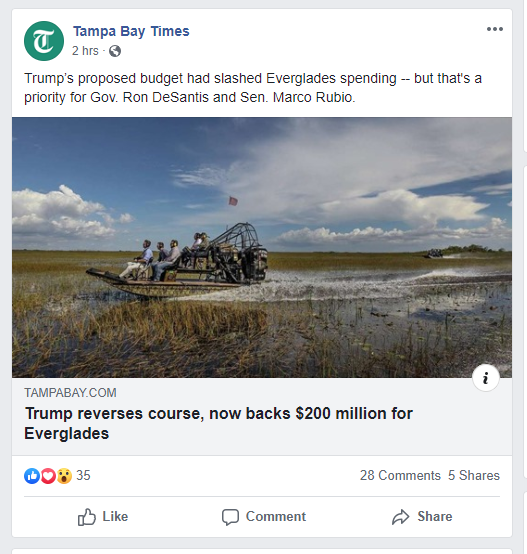 Tampa Bay Times
2 hrs ·
Trump's proposed budget had slashed Everglades spending -- but that's a
priority for Gov. Ron DeSantis and Sen. Marco Rubio.
TAMPABAY.COM
Trump reverses course, now backs $200 million for
Everglades
35
28 Comments 5 Shares
Like Comment Share